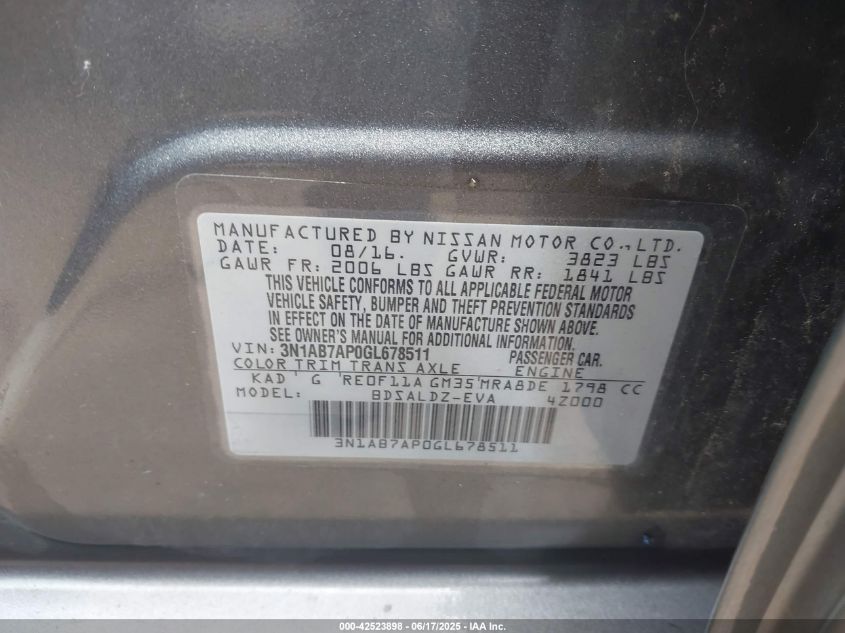 MANUFACTURED BY NISSAN MOTOR CO., LTD.
DATE: 08/16. GVWR: 3823 LBS
GAWR FR: 2006 LBS GAWR RR: 1841 LBS
THIS VEHICLE CONFORMS TO ALL APPLICABLE FEDERAL MOTOR
VEHICLE SAFETY, BUMPER AND THEFT PREVENTION STANDARDS
IN EFFECT ON THE DATE OF MANUFACTURE SHOWN ABOVE.
SEE OWNER'S MANUAL FOR ADDITIONAL INFORMATION.
VIN: 3N1AB7AP0GL678511 PASSENGER CAR.
COLOR TRIM TRANS AXLE ENGINE
KAD G RE0F11A GM35 MRA8DE 1798 CC
MODEL: BDSALDZ-EVA 4Z000
3N1AB7AP0GL678511
000-42523898 - 06/17/2025 - IAA Inc.